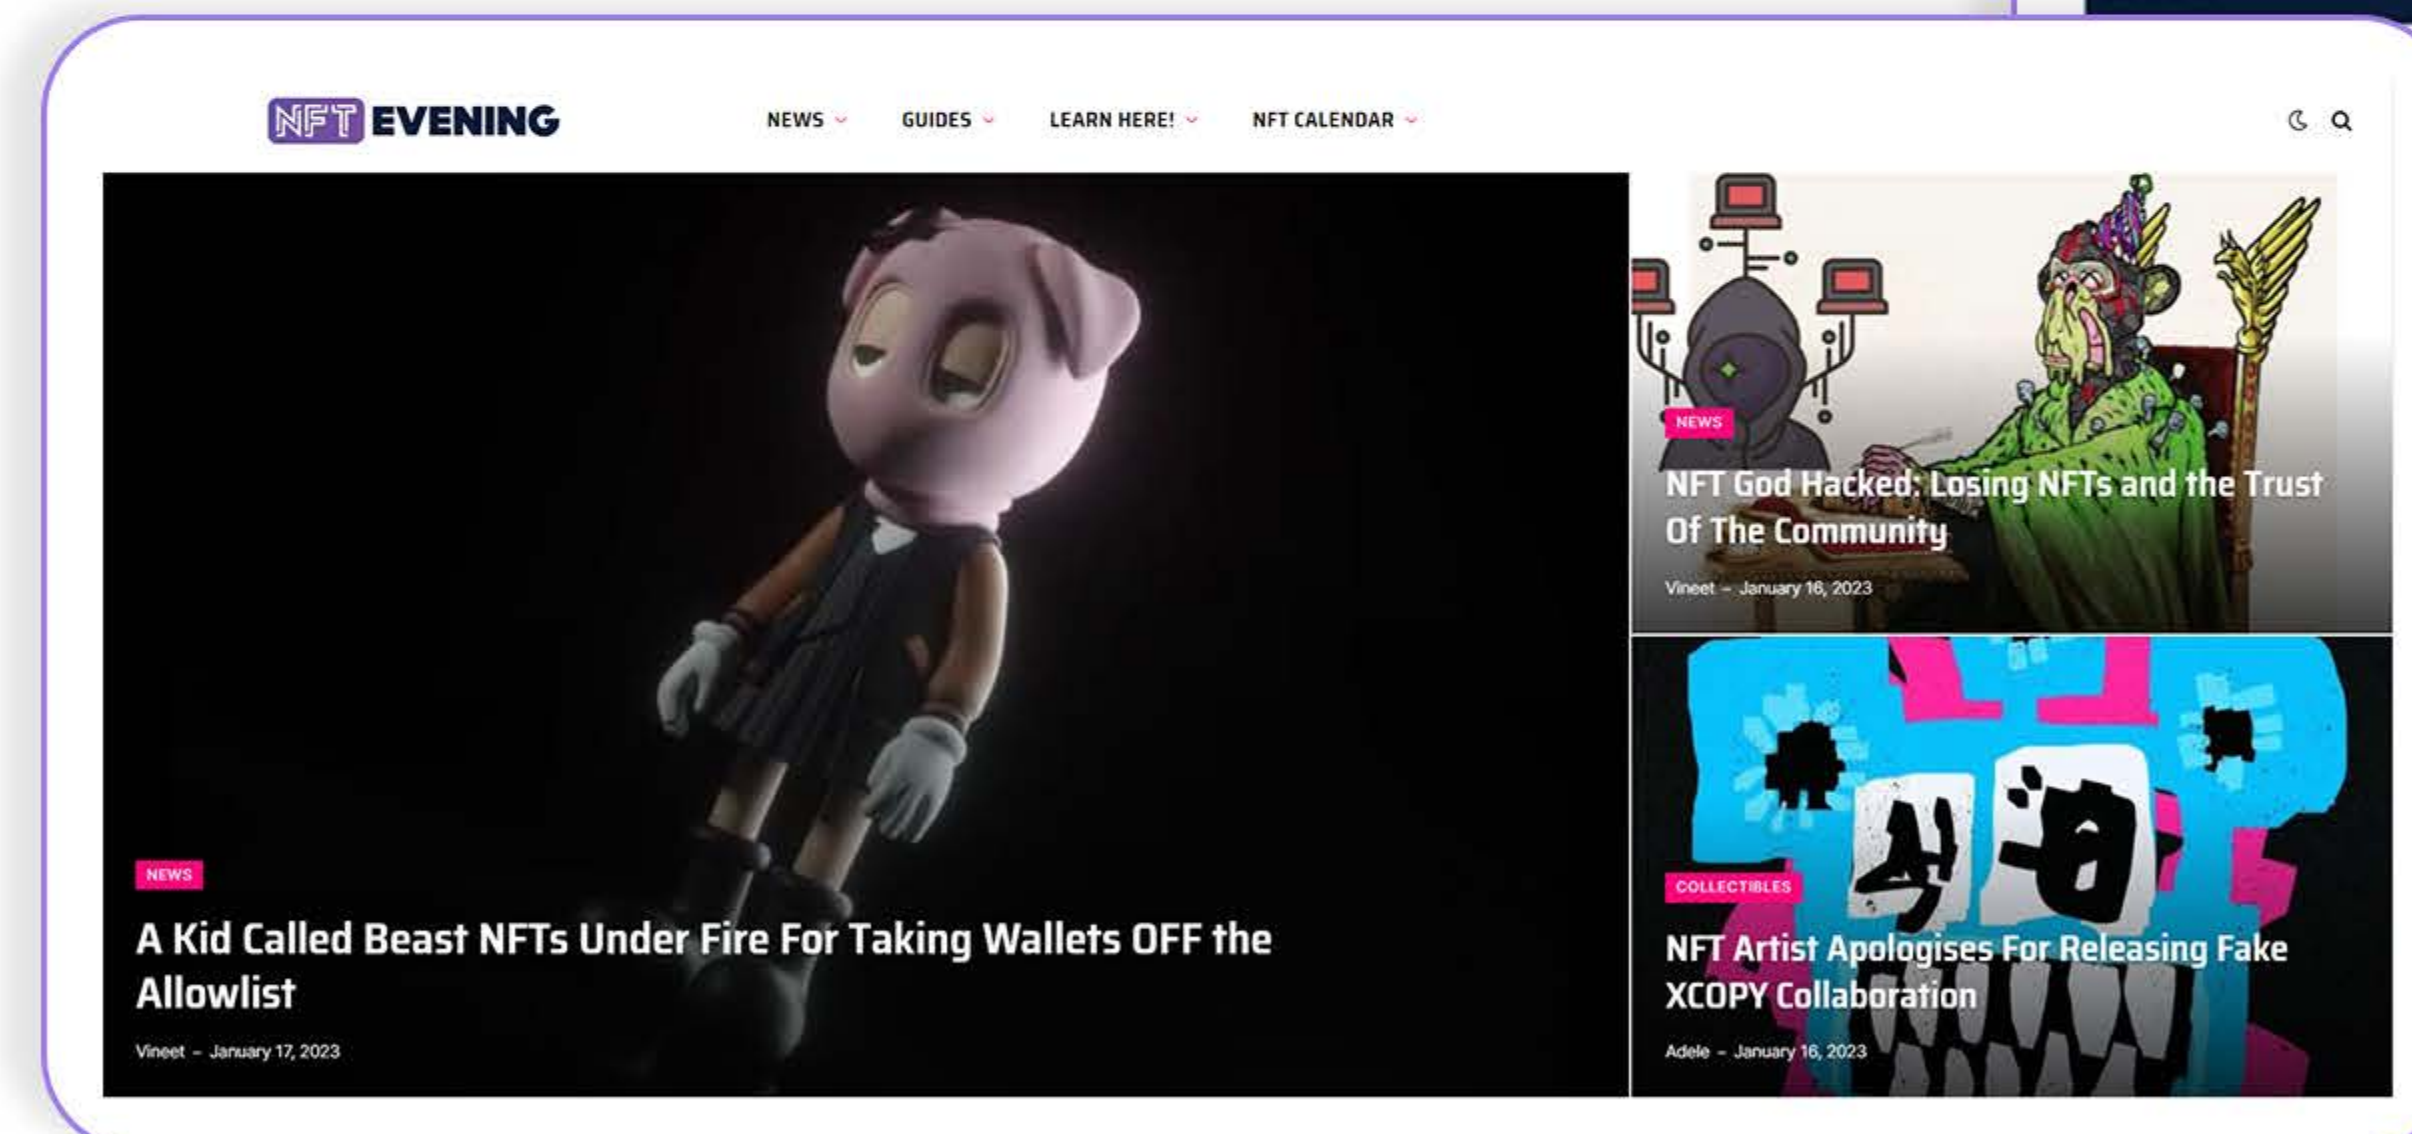 NFT EVENING
NEWS
GUIDES
LEARN HERE!
NFT CALENDAR
NEWS
A Kid Called Beast NFTs Under Fire For Taking Wallets OFF the
Allowlist
Vineet – January 17, 2023
NEWS
NFT God Hacked: Losing NFTs and the Trust
Of The Community
Vineet – January 16, 2023
COLLECTIBLES
NFT Artist Apologises For Releasing Fake
XCOPY Collaboration
Adele – January 16, 2023